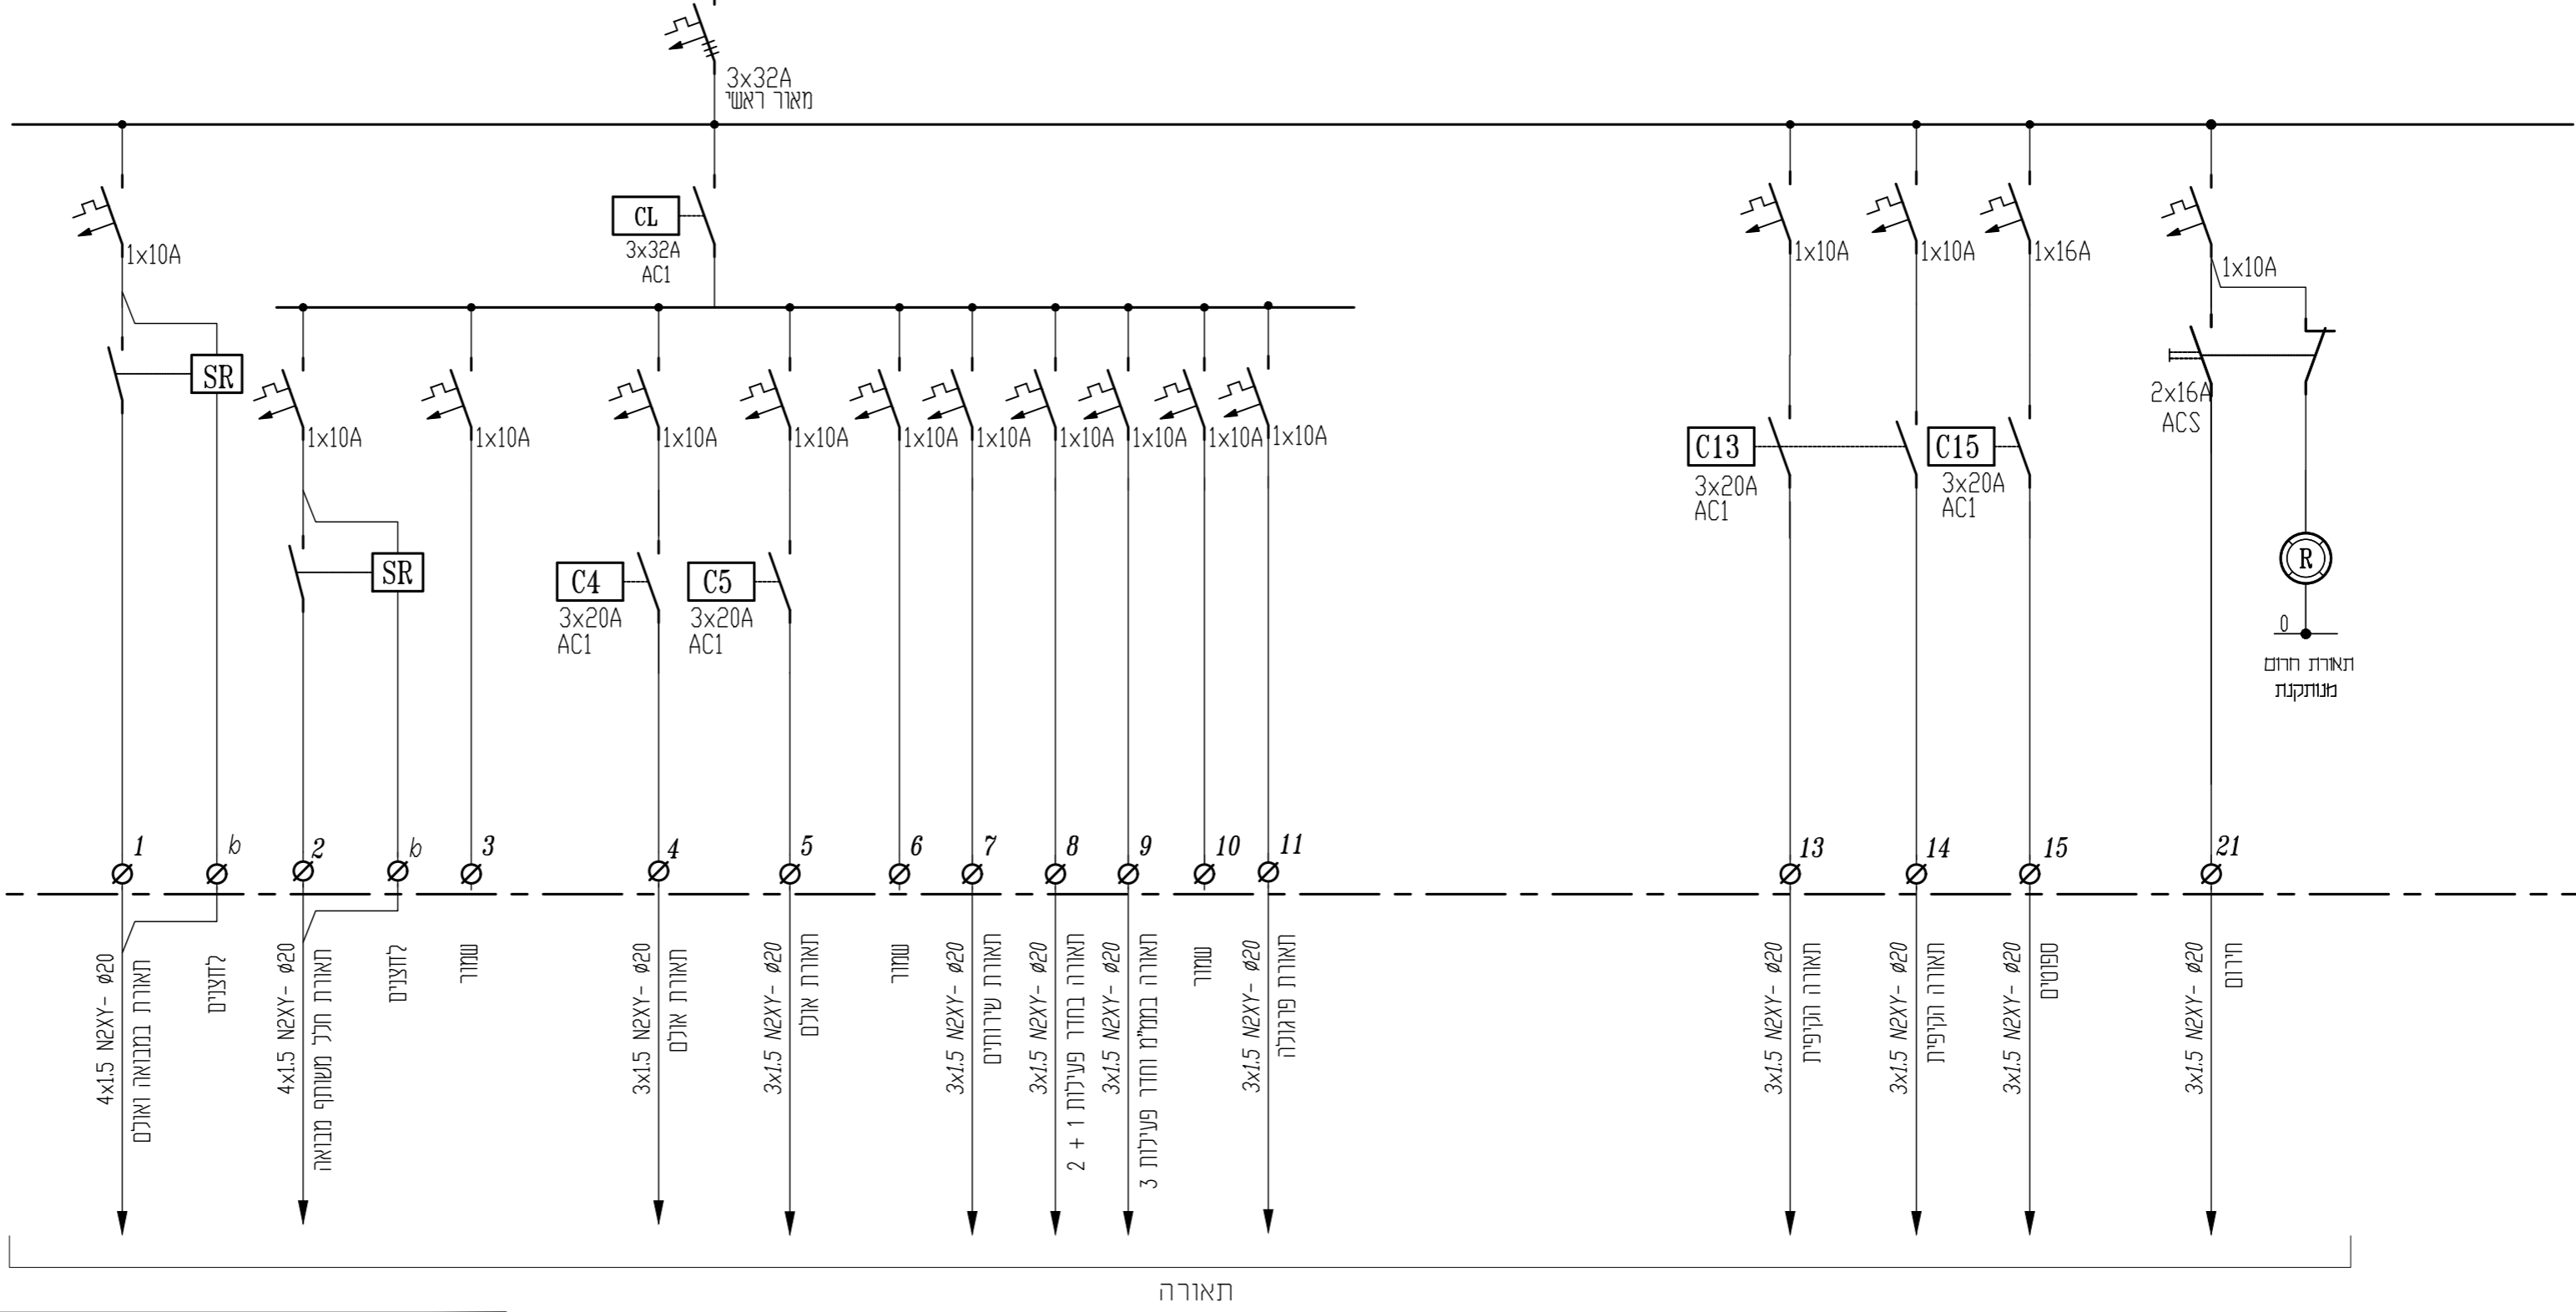 3x32A
מאור ראשי
1x10A
CL
3x32A
AC1
1x10A
1x10A
1x16A
1x10A
SR
1x10A
1x10A
1x10A
1x10A
1x10A
1x10A
1x10A
1x10A
1x10A
1x10A
2x16A
ACS
C13
3x20A
AC1
C15
3x20A
AC1
SR
C4
3x20A
AC1
C5
3x20A
AC1
R
0
תאורת חרום
מנותקנת
1
b
2
b
3
4
5
6
7
8
9
10
11
13
14
15
21
4x1.5 N2XY- ø20
תאורת במבואה ואולם
לחצנים
4x1.5 N2XY- ø20
תאורת חלל משותף מבואה
לחצנים
שמור
3x1.5 N2XY- ø20
תאורת אולם
3x1.5 N2XY- ø20
תאורת אולם
שמור
3x1.5 N2XY- ø20
תאורת שירותים
3x1.5 N2XY- ø20
תאורה בחדר פעילות 1 + 2
3x1.5 N2XY- ø20
תאורה בממ"מ וחדר פעילות 3
שמור
3x1.5 N2XY- ø20
תאורת פרגולה
3x1.5 N2XY- ø20
תאורה הקיפית
3x1.5 N2XY- ø20
תאורה הקיפית
3x1.5 N2XY- ø20
ספוטים
3x1.5 N2XY- ø20
חירום
תאורה